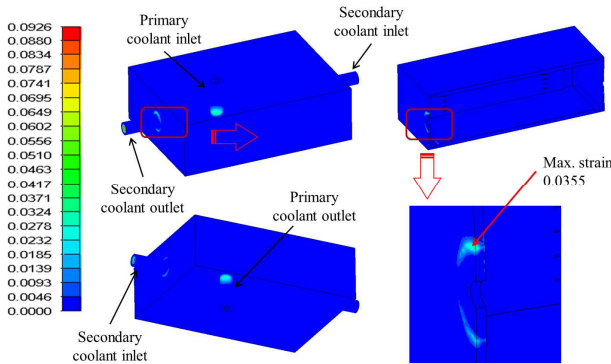 0.0926
0.0880
0.0834
0.0787
0.0741
0.0695
0.0649
0.0602
0.0556
0.0510
0.0463
0.0417
0.0371
0.0324
0.0278
0.0232
0.0185
0.0139
0.0093
0.0046
0.0000
Primary
coolant inlet
Secondary
coolant inlet
Secondary
coolant outlet
Primary
coolant outlet
Secondary
coolant inlet
Max. strain
0.0355